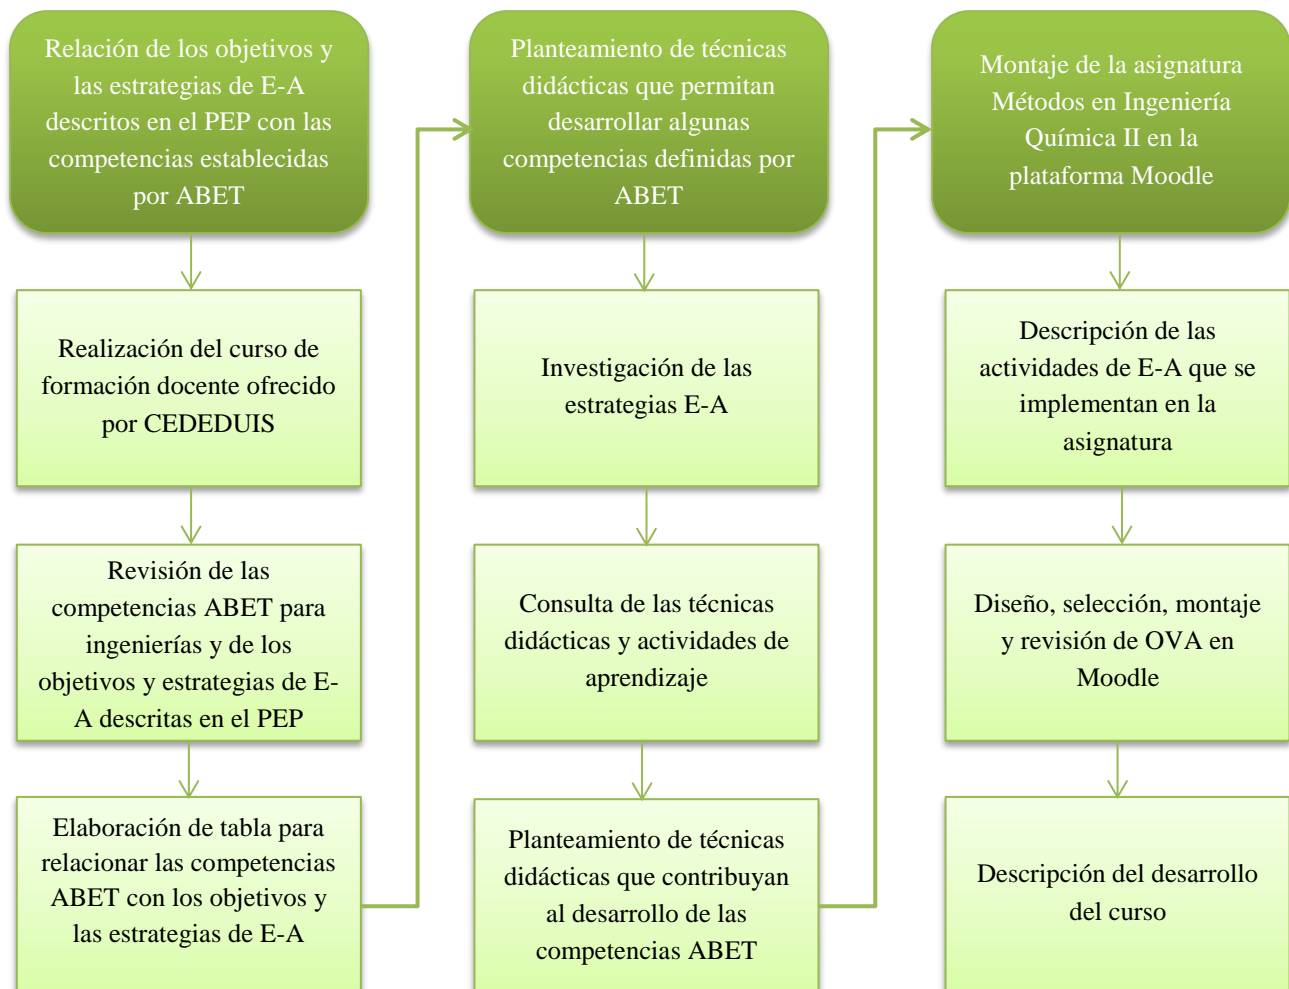 Relación de los objetivos y
las estrategias de E-A
descritos en el PEP con las
competencias establecidas
por ABET
Realización del curso de
formación docente ofrecido
por CEDEDUIS
Revisión de las
competencias ABET para
ingenierías y de los
objetivos y estrategias de E-
A descritas en el PEP
Elaboración de tabla para
relacionar las competencias
ABET con los objetivos y
las estrategias de E-A
Planteamiento de técnicas
didácticas que permitan
desarrollar algunas
competencias definidas por
ABET
Investigación de las
estrategias E-A
Consulta de las técnicas
didácticas y actividades de
aprendizaje
Planteamiento de técnicas
didácticas que contribuyan
al desarrollo de las
competencias ABET
Montaje de la asignatura
Métodos en Ingeniería
Química II en la
plataforma Moodle
Descripción de las
actividades de E-A que se
implementan en la
asignatura
Diseño, selección, montaje
y revisión de OVA en
Moodle
Descripción del desarrollo
del curso